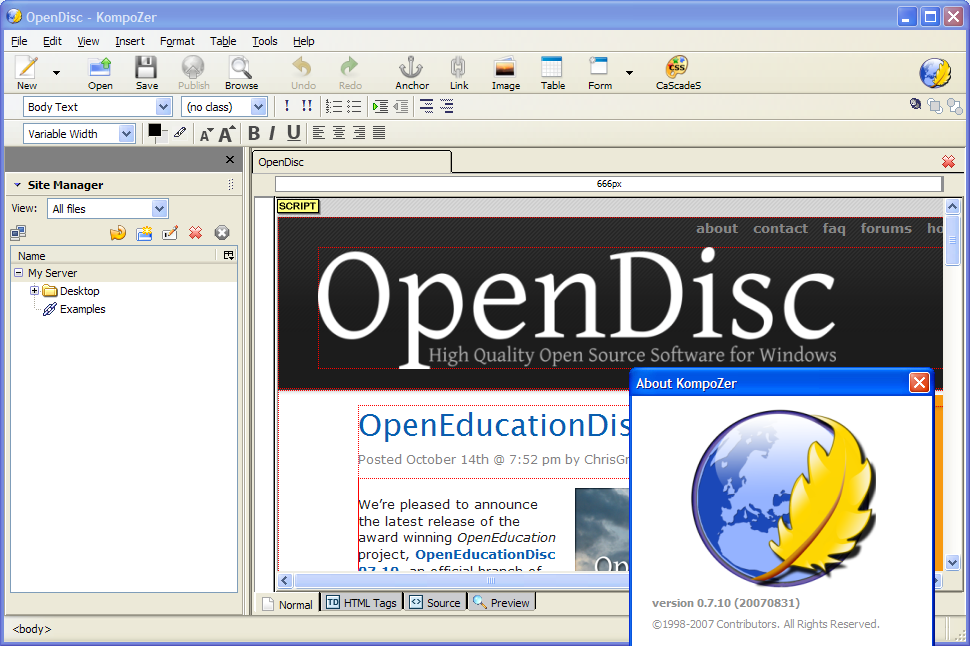 OpenDisc - KompoZer
File Edit View Insert Format Table Tools Help
New Open Save Publish Browse Undo Redo Anchor Link Image Table Form CaScadeS
Body Text (no class) ! !!
Variable Width A A B I U
Site Manager
View: All files
Name
My Server
Desktop
Examples
OpenDisc
666px
SCRIPT
about contact faq forums ho
OpenDisc
High Quality Open Source Software for Windows
OpenEducationDis
Posted October 14th @ 7:52 pm by ChrisGr
We're pleased to announce
the latest release of the
award winning OpenEducation
project, OpenEducationDisc
07.10, an official branch of
On
About KompoZer
version 0.7.10 (20070831)
©1998-2007 Contributors. All Rights Reserved.
Normal TD HTML Tags Source Preview
<body>